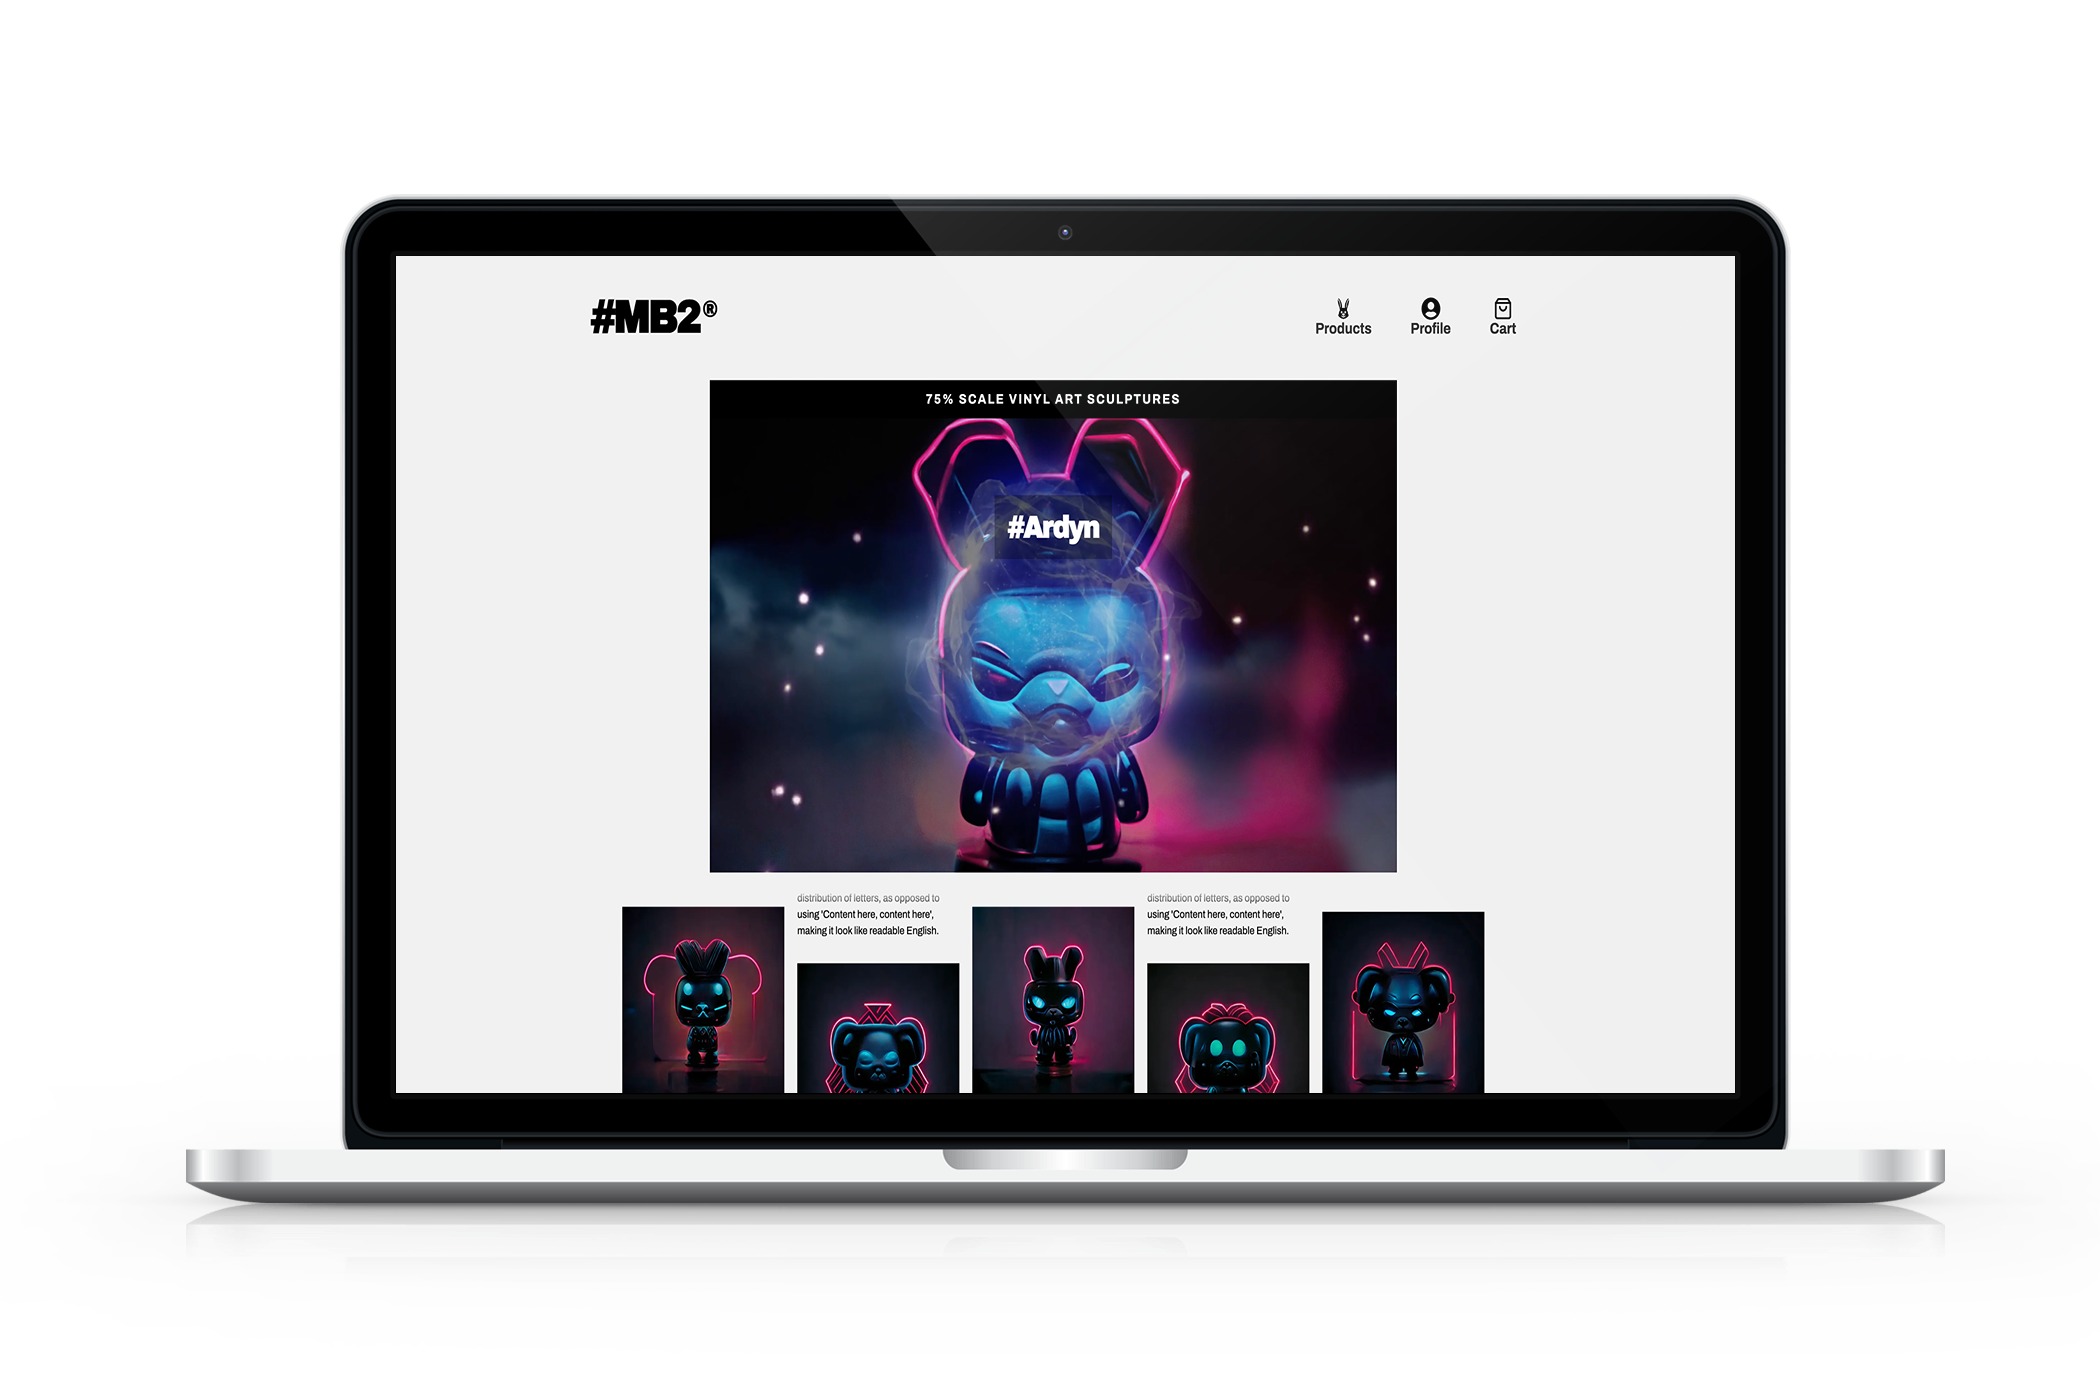 #MB2®
Products
Profile
Cart
75% SCALE VINYL ART SCULPTURES
#Ardyn
distribution of letters, as opposed to
using 'Content here, content here',
making it look like readable English.
distribution of letters, as opposed to
using 'Content here, content here',
making it look like readable English.